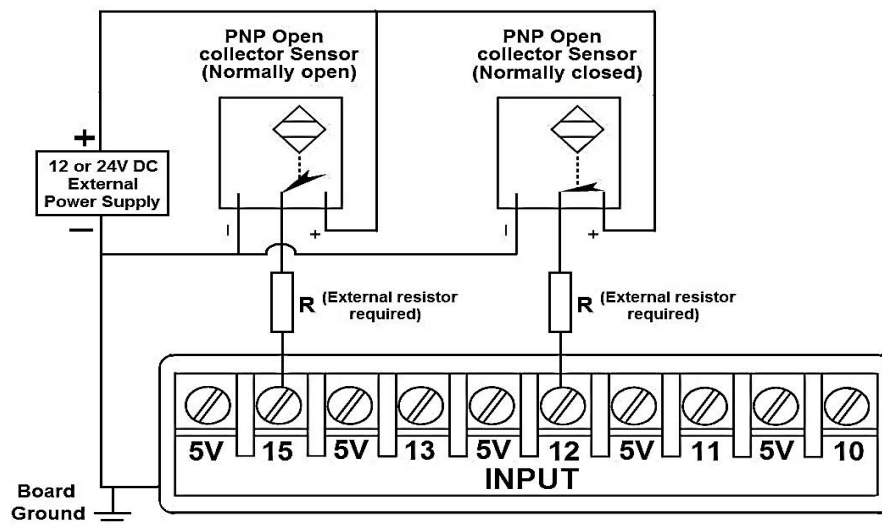 PNP Open
collector Sensor
(Normally open)
PNP Open
collector Sensor
(Normally closed)
+
12 or 24V DC
External
Power Supply
–
– +
– +
R (External resistor
required)
R (External resistor
required)
5V 15 5V 13 5V 12 5V 11 5V 10
INPUT
Board
Ground